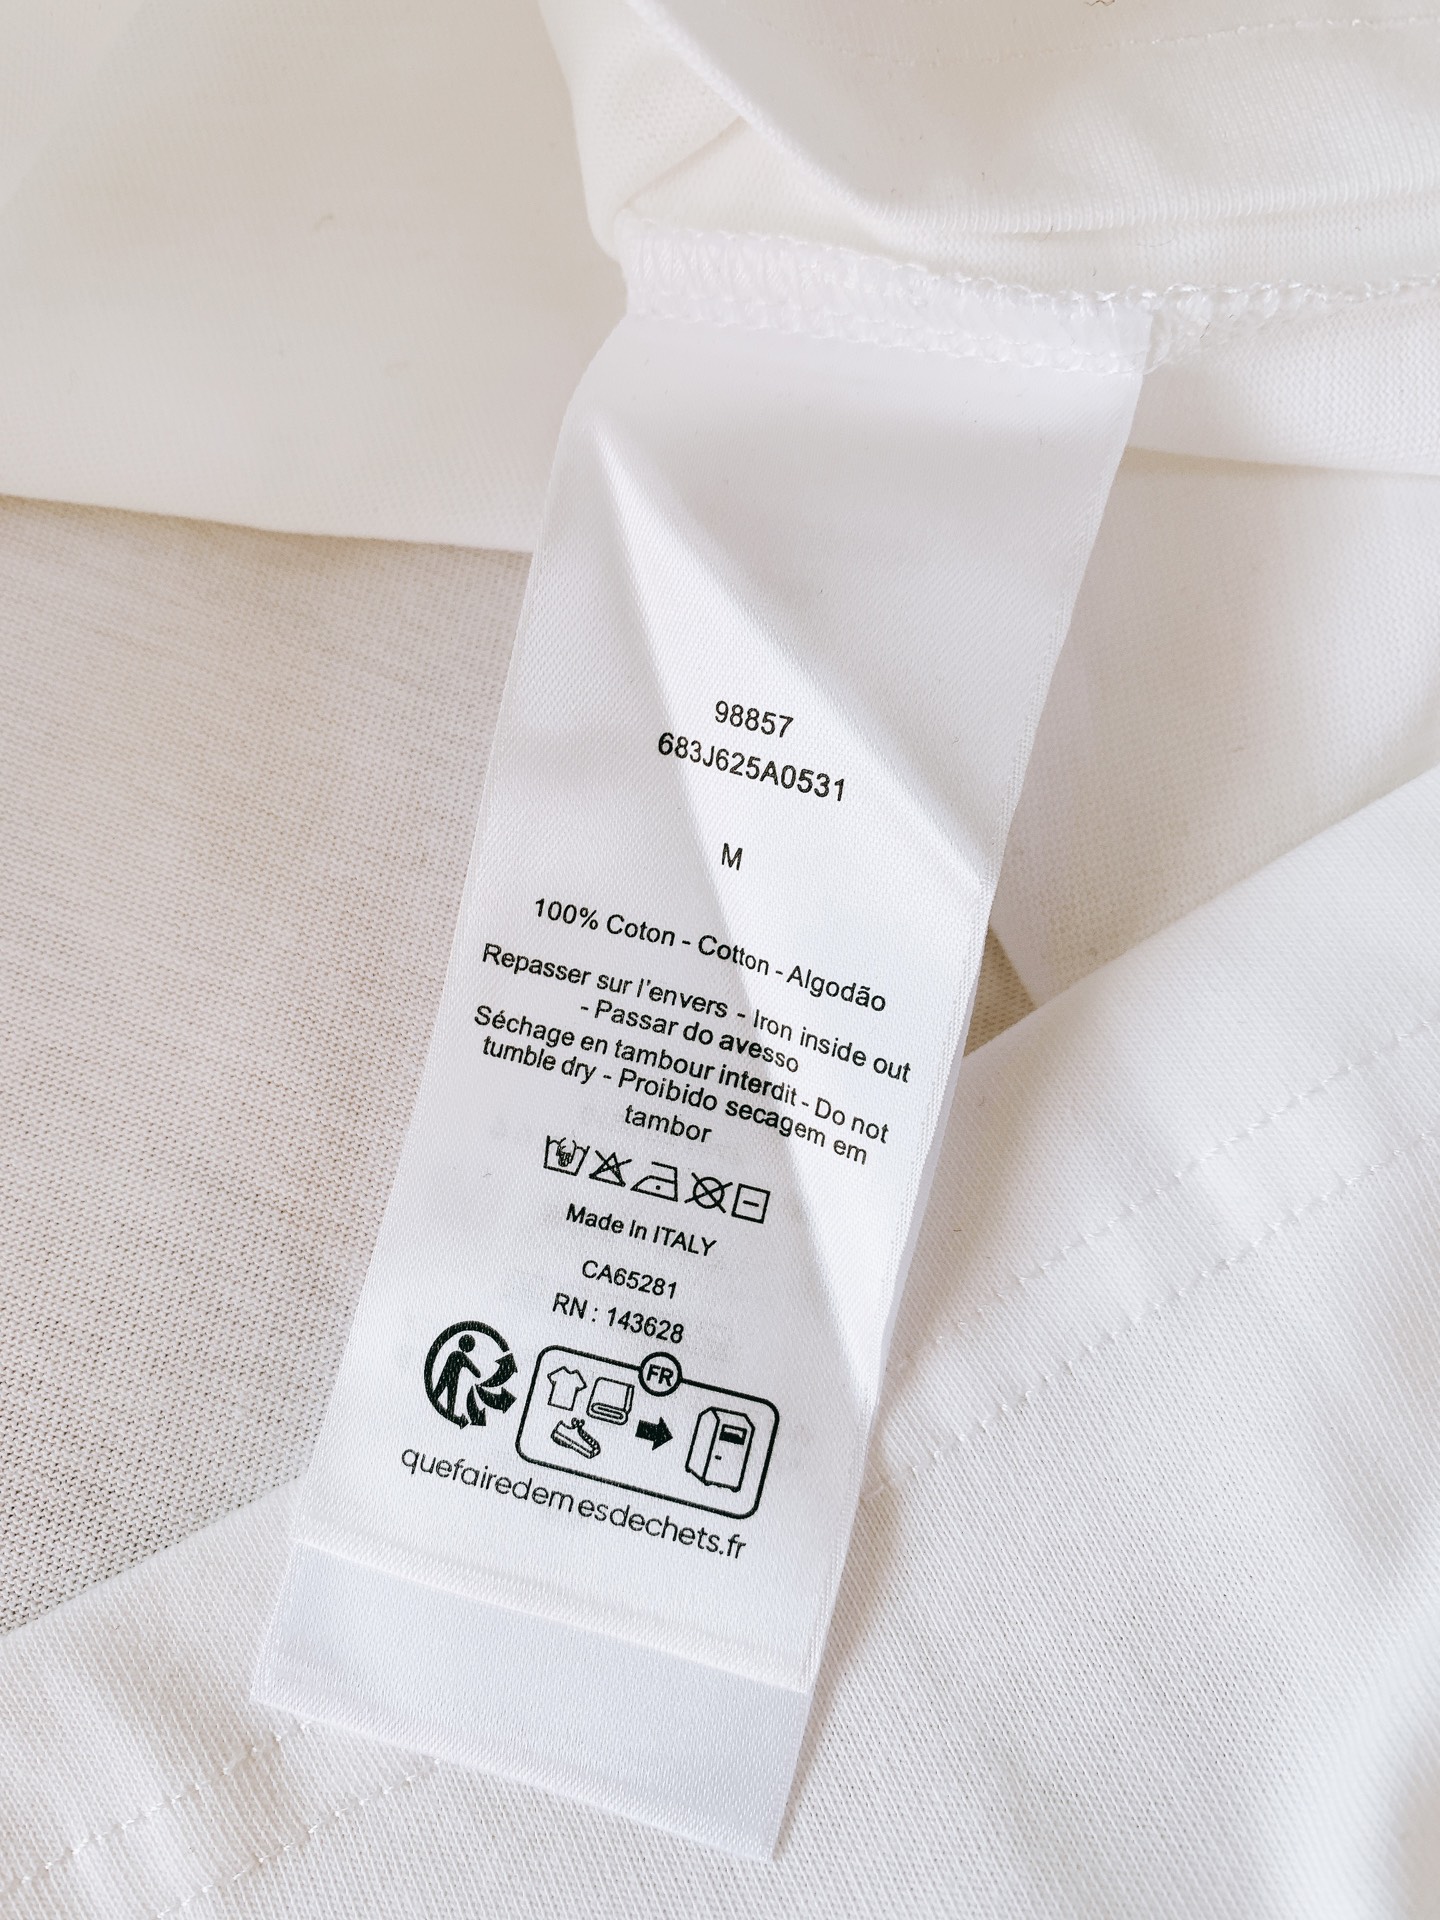 98857
683J625A0531
M
100% Coton - Cotton - Algodão
Repasser sur l'envers - Iron inside out
- Passar do avesso
Séchage en tambour interdit - Do not
tumble dry - Proibido secagem em
tambor
Made In ITALY
CA65281
RN : 143628
FR
quefairedemesdechets.fr